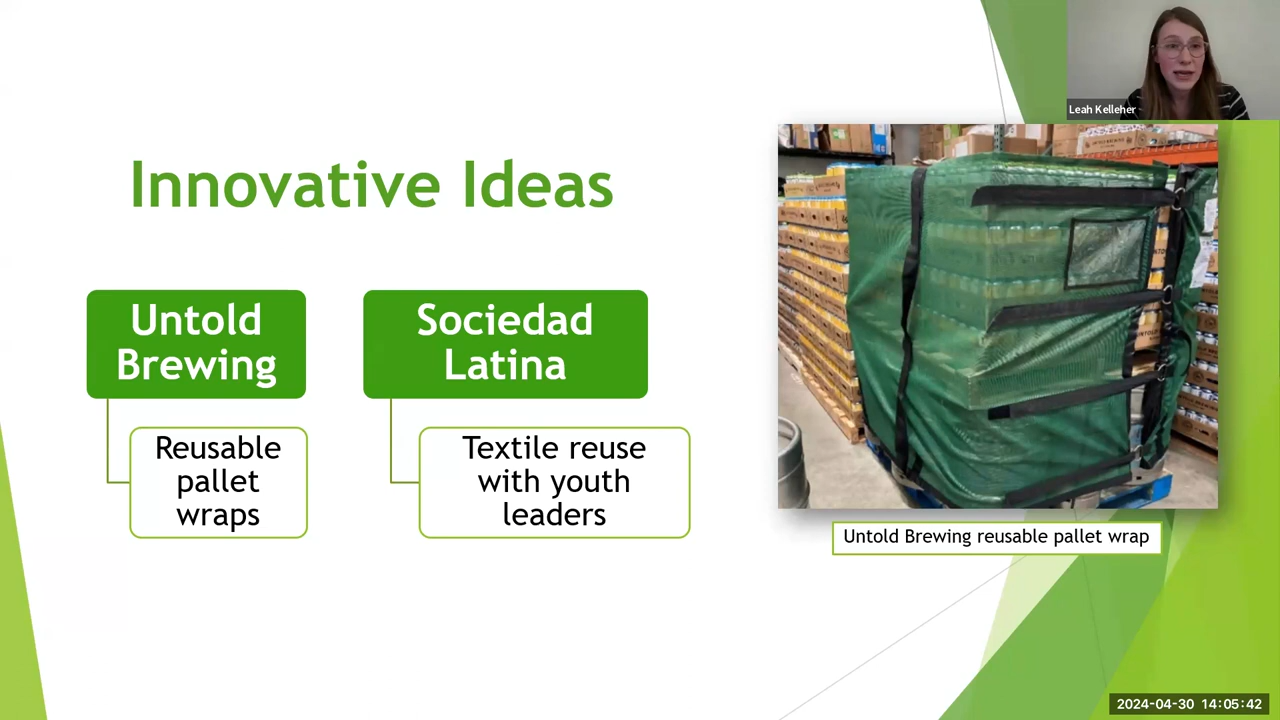 Leah Kelleher
Innovative Ideas
Untold
Brewing
Reusable
pallet
wraps
Sociedad
Latina
Textile reuse
with youth
leaders
Untold Brewing reusable pallet wrap
2024-04-30 14:05:42